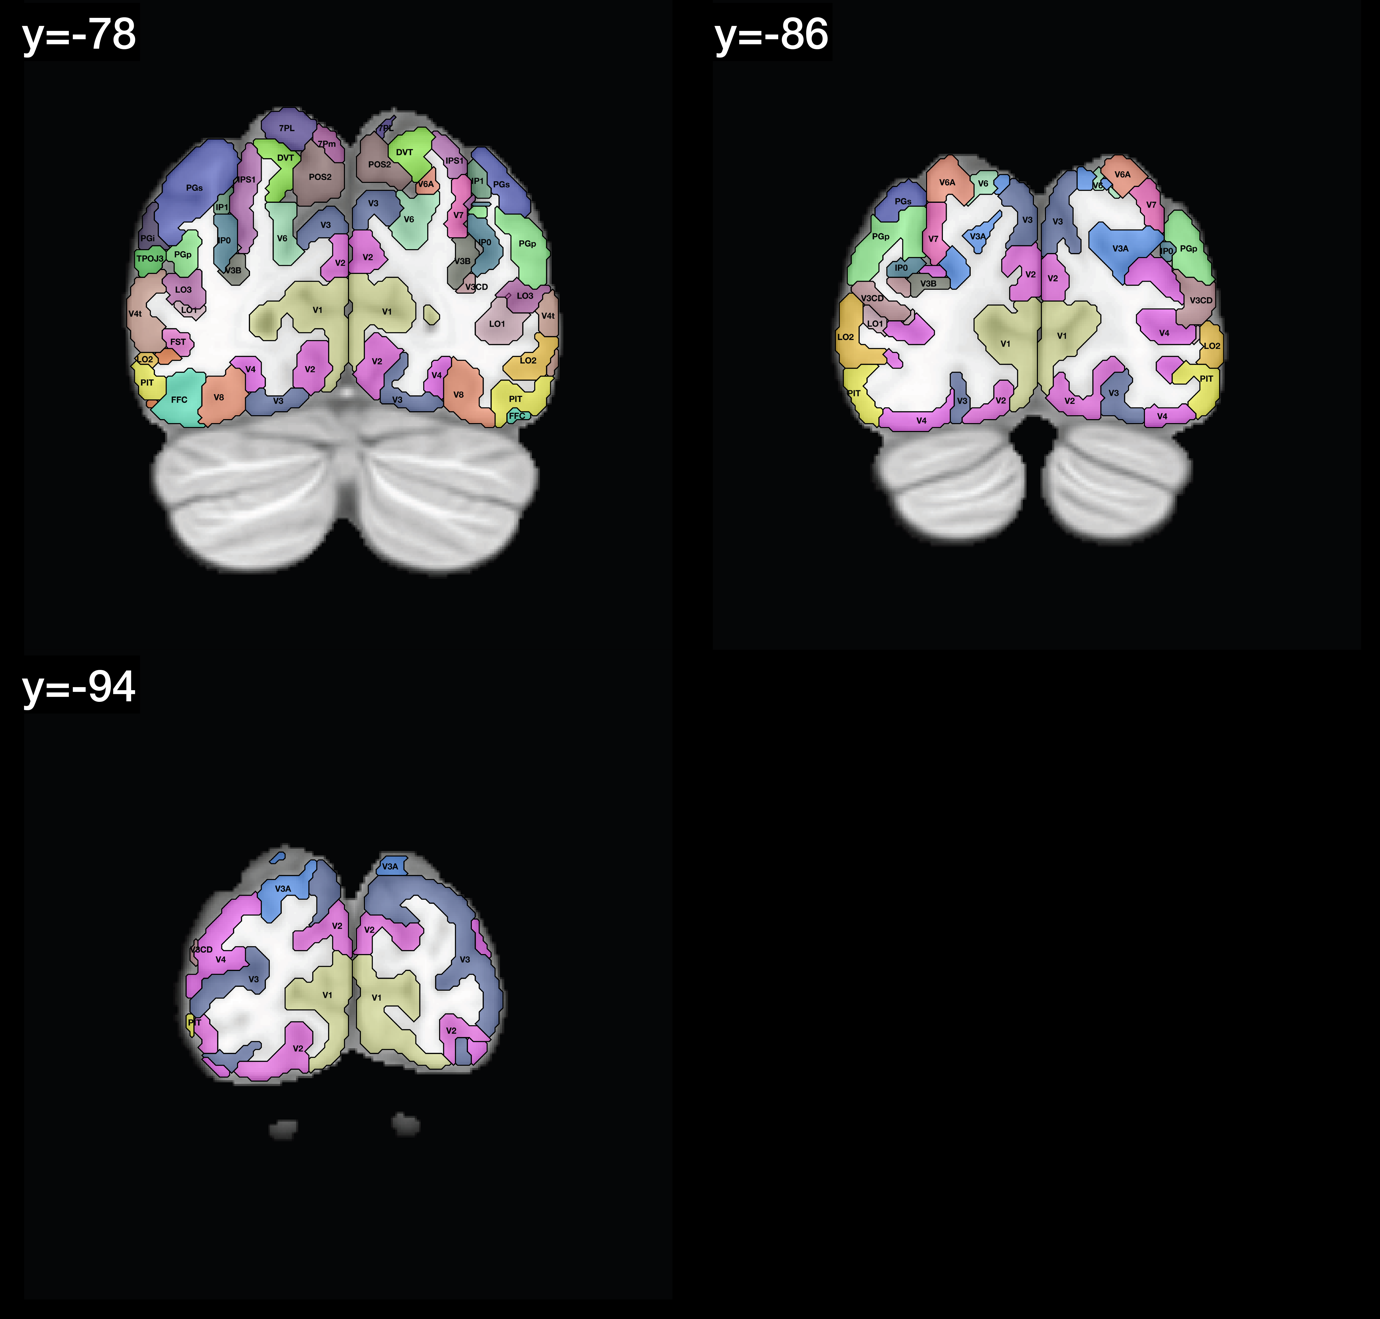 y=-78
7PL
7PL
7Pm
DVT
DVT
POS2
POS2
IPS1
IPS1
PGs
V6A
IP1
PGs
IP1
V3
V6
V7
V3
PGi
IP0
V6
IP0
PGp
TPOJ3
PGp
V2
V2
V3B
V3B
LO3
V3CD
LO3
LO1
V1
V1
V4t
V4t
LO1
FST
LO2
LO2
V4
V2
V2
V4
PIT
FFC
V8
V3
V3
V8
PIT
FFC
y=-86
V6A
V6
V6
V6A
PGs
V3
V3
V7
PGp
V7
V3A
V3A
IP0
PGp
IP0
V2
V2
V3B
V3CD
V3CD
LO1
LO2
V1
V1
V4
LO2
PIT
PIT
V3
V2
V2
V3
V4
V4
y=-94
V3A
V3A
V2
V2
V3CD
V4
V3
V3
V1
V1
PIT
V2
V2